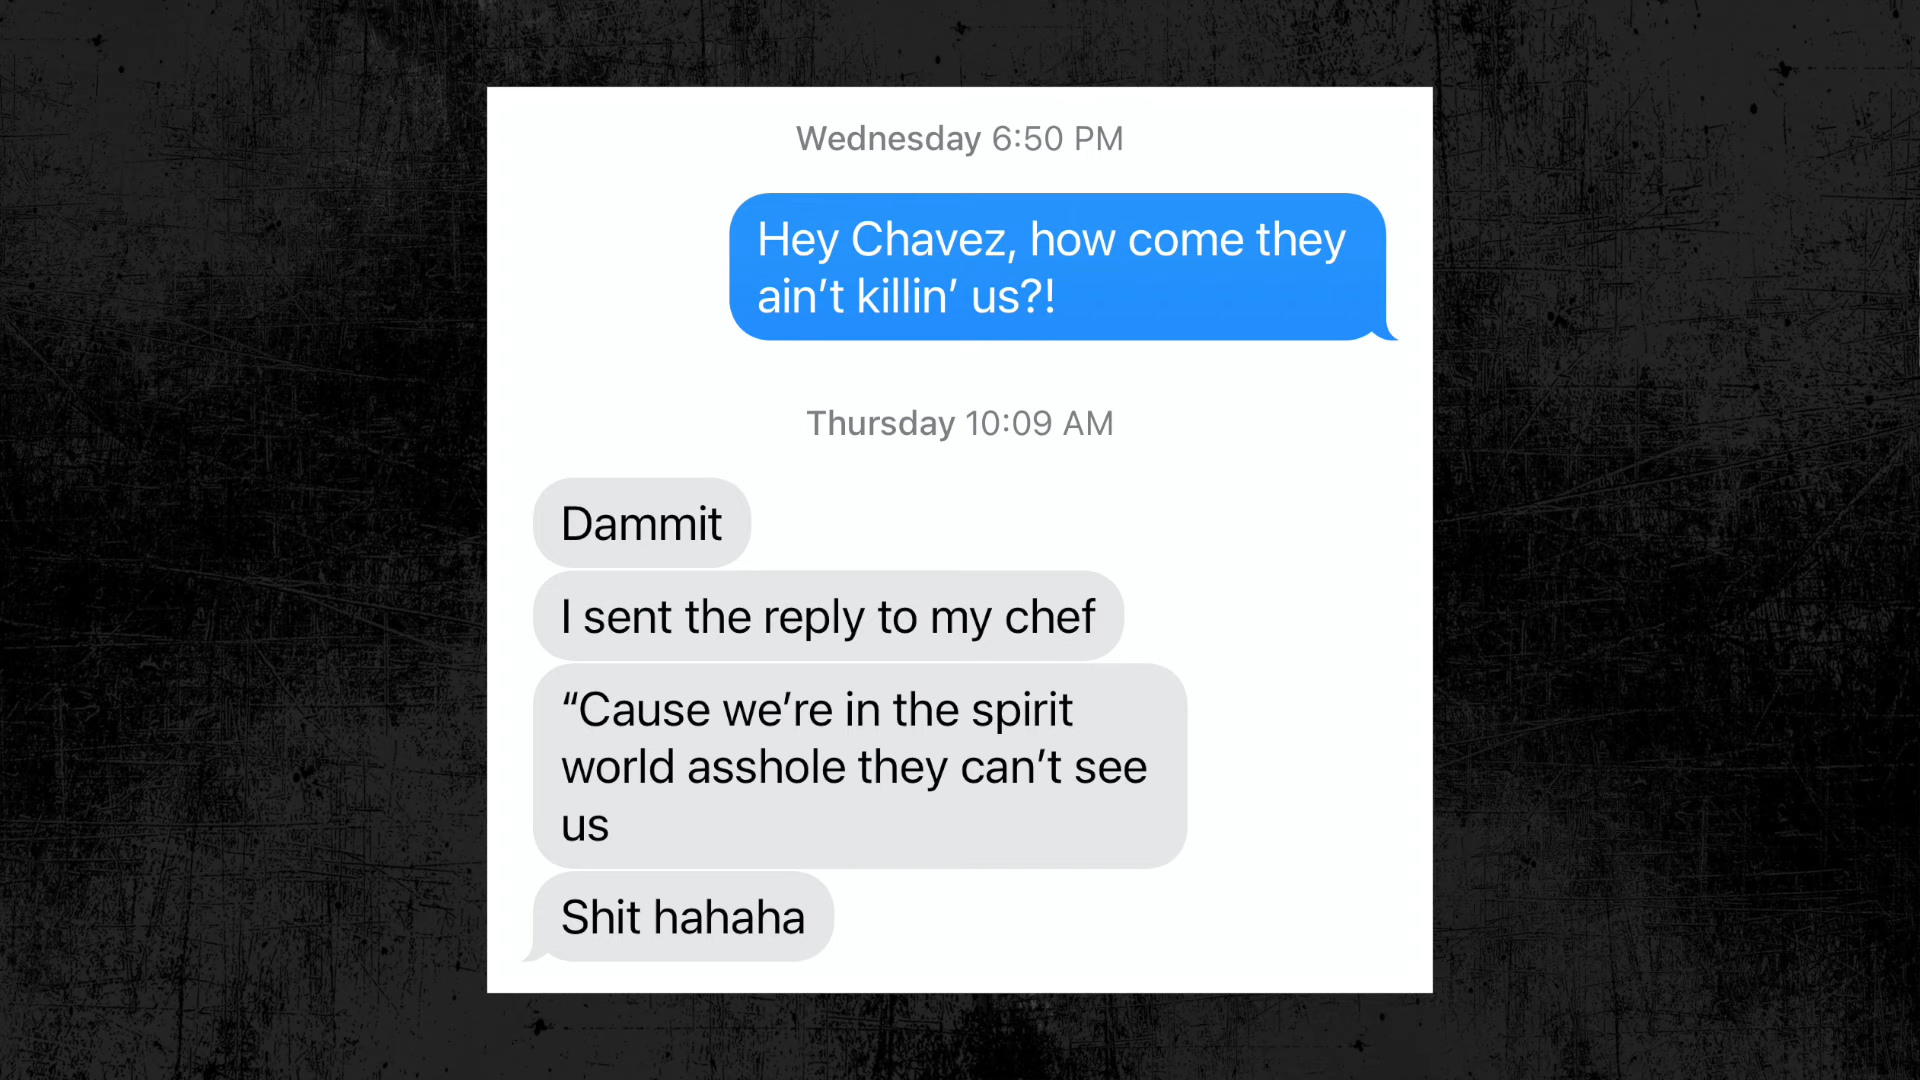 Wednesday 6:50 PM
Hey Chavez, how come they
ain’t killin’ us?!
Thursday 10:09 AM
Dammit
I sent the reply to my chef
“Cause we’re in the spirit
world asshole they can’t see
us
Shit hahaha